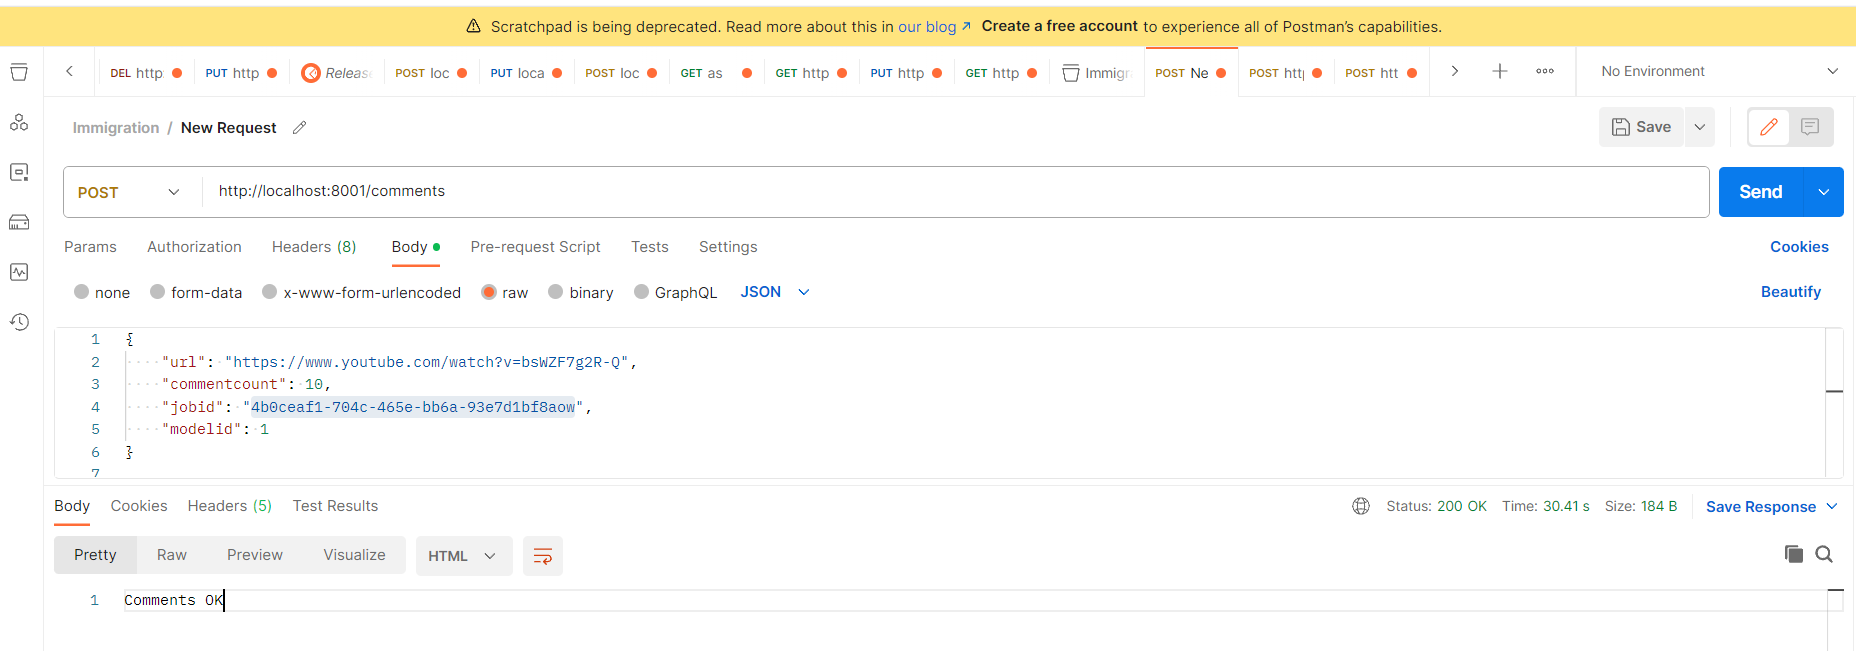 Scratchpad is being deprecated. Read more about this in our blog ↗ Create a free account to experience all of Postman's capabilities.
DEL http PUT http Releas POST loc PUT loca POST loc GET as GET http PUT http GET http Immigr POST Ne POST htt POST htt No Environment
Immigration / New Request Save
POST http://localhost:8001/comments Send
Params Authorization Headers (8) Body Pre-request Script Tests Settings Cookies
none form-data x-www-form-urlencoded raw binary GraphQL JSON Beautify
1 {
2 "url": "https://www.youtube.com/watch?v=bsWZF7g2R-Q",
3 "commentcount": 10,
4 "jobid": "4b0ceaf1-704c-465e-bb6a-93e7d1bf8aow",
5 "modelid": 1
6 }
7
Body Cookies Headers (5) Test Results Status: 200 OK Time: 30.41 s Size: 184 B Save Response
Pretty Raw Preview Visualize HTML
1 Comments OK